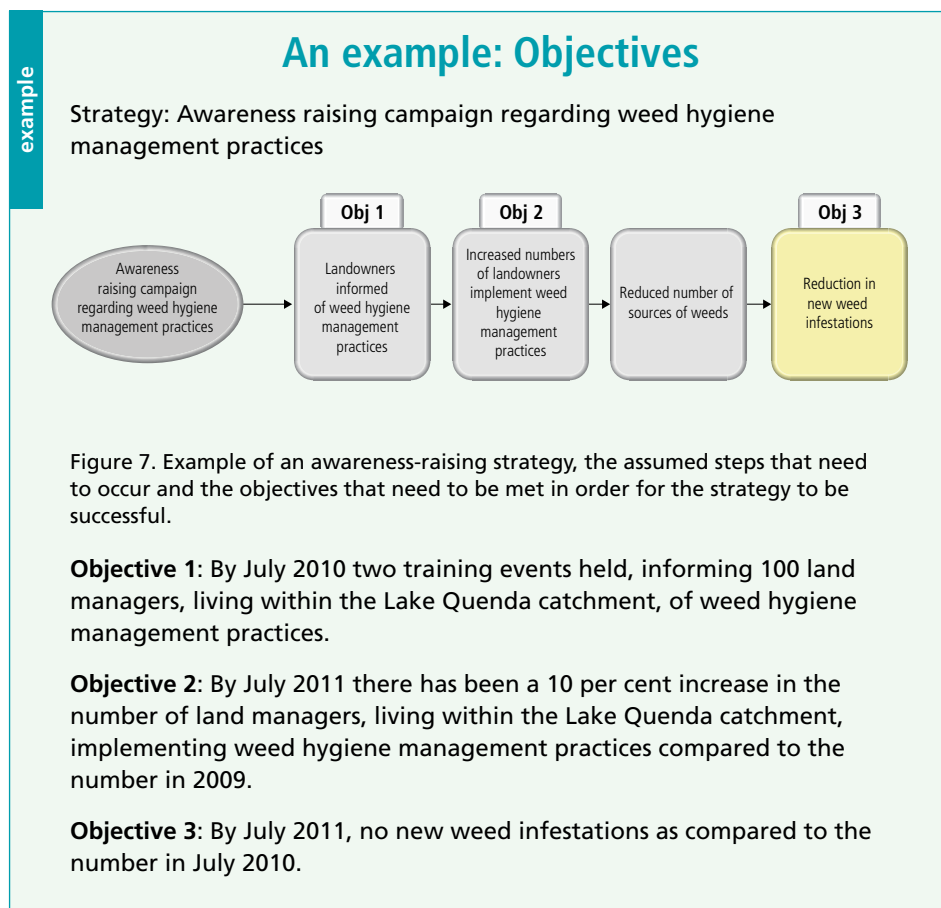 example
An example: Objectives
Strategy: Awareness raising campaign regarding weed hygiene
management practices
Obj 1
Obj 2
Obj 3
Awareness
raising campaign
regarding weed hygiene
management practices
Landowners
informed
of weed hygiene
management
practices
Increased numbers
of landowners
implement weed
hygiene
management
practices
Reduced number of
sources of weeds
Reduction in
new weed
infestations
Figure 7. Example of an awareness-raising strategy, the assumed steps that need
to occur and the objectives that need to be met in order for the strategy to be
successful.
Objective 1: By July 2010 two training events held, informing 100 land
managers, living within the Lake Quenda catchment, of weed hygiene
management practices.
Objective 2: By July 2011 there has been a 10 per cent increase in the
number of land managers, living within the Lake Quenda catchment,
implementing weed hygiene management practices compared to the
number in 2009.
Objective 3: By July 2011, no new weed infestations as compared to the
number in July 2010.